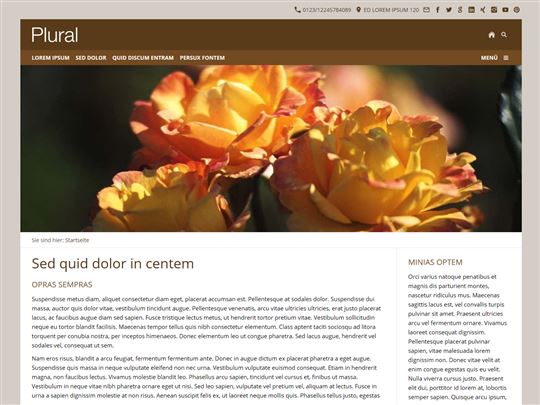 0123/12245784089 ED LOREM IPSUM 120
Plural
LOREM IPSUM SED DOLOR QUID DISCUM ENTRAM PERSUX FONTEM MENÜ
Sie sind hier: Startseite
Sed quid dolor in centem
OPRAS SEMPRAS
Suspendisse metus diam, aliquet consectetur diam eget, placerat accumsan est. Pellentesque at sodales dolor. Suspendisse dui
massa, auctor quis dolor vitae, vestibulum tincidunt augue. Pellentesque venenatis, arcu vitae ultricies ultricies, erat justo placerat
lacus, ac faucibus augue diam sed sapien. Fusce tristique lectus metus, ut hendrerit tortor pretium vitae. Vestibulum sollicitudin
neque eu tortor blandit facilisis. Maecenas tempor tellus quis nibh consectetur elementum. Class aptent taciti sociosqu ad litora
torquent per conubia nostra, per inceptos himenaeos. Donec elementum leo ut congue pharetra. Sed lacus augue, hendrerit vel
sodales vel, consequat ut sem.
Nam eros risus, blandit a arcu feugiat, fermentum fermentum ante. Donec in augue dictum ex placerat pharetra a eget augue.
Suspendisse quis massa in neque vulputate eleifend non nec urna. Vestibulum vulputate euismod consequat. Etiam in hendrerit
magna, non faucibus lectus. Vivamus molestie blandit leo. Phasellus arcu sapien, tincidunt vel cursus et, finibus ut massa.
Vestibulum in neque vitae nibh pharetra ornare eget ut nisi. Sed leo sapien, vulputate vel pretium vel, aliquam at lectus. Fusce in
urna a sapien dignissim molestie at non risus. Aenean suscipit felis ex, ut laoreet neque mollis quis. Phasellus tellus justo, egestas
MINIAS OPTEM
Orci varius natoque penatibus et
magnis dis parturient montes,
nascetur ridiculus mus. Maecenas
sagittis lacus est, vel convallis turpis
pulvinar sit amet. Praesent ultricies
arcu vel fermentum ornare. Vivamus
laoreet consequat dignissim.
Pellentesque placerat pulvinar
sapien, vitae malesuada lorem
dignissim non. Donec vitae velit at
enim congue egestas quis eu velit.
Nulla viverra cursus justo. Praesent
elit dui, porttitor id lorem at, lobortis
semper sapien. Quisque arcu ipsum,